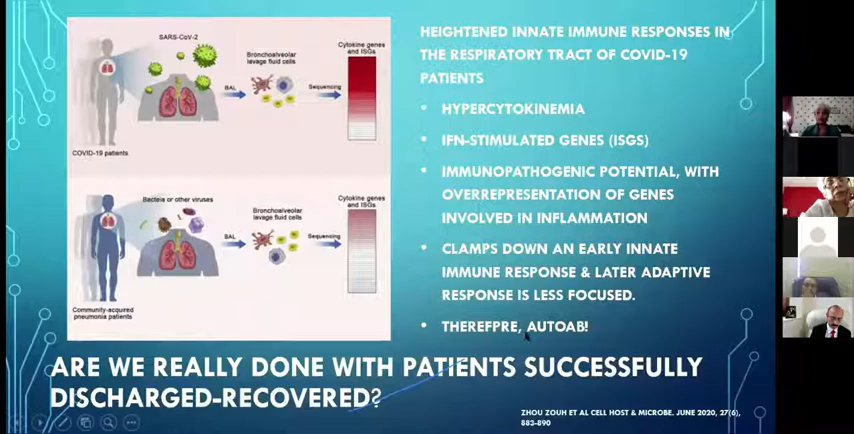 SARS-CoV-2
Cytokine genes
and ISGs
Bronchoalveolar
lavage fluid cells
BAL
Sequencing
COVID-19 patients
Bacteia or other viruses
Cytokine genes
and ISGs
Bronchoalveolar
lavage fluid cells
BAL
Sequencing
Community-acquired
pneumonia patients
HEIGHTENED INNATE IMMUNE RESPONSES IN
THE RESPIRATORY TRACT OF COVID-19
PATIENTS
• HYPERCYTOKINEMIA
• IFN-STIMULATED GENES (ISGS)
• IMMUNOPATHOGENIC POTENTIAL, WITH
OVERREPRESENTATION OF GENES
INVOLVED IN INFLAMMATION
• CLAMPS DOWN AN EARLY INNATE
IMMUNE RESPONSE & LATER ADAPTIVE
RESPONSE IS LESS FOCUSED.
• THEREFPRE, AUTOAB!
ARE WE REALLY DONE WITH PATIENTS SUCCESSFULLY
DISCHARGED-RECOVERED?
ZHOU ZOUH ET AL CELL HOST & MICROBE. JUNE 2020, 27(6),
883-890